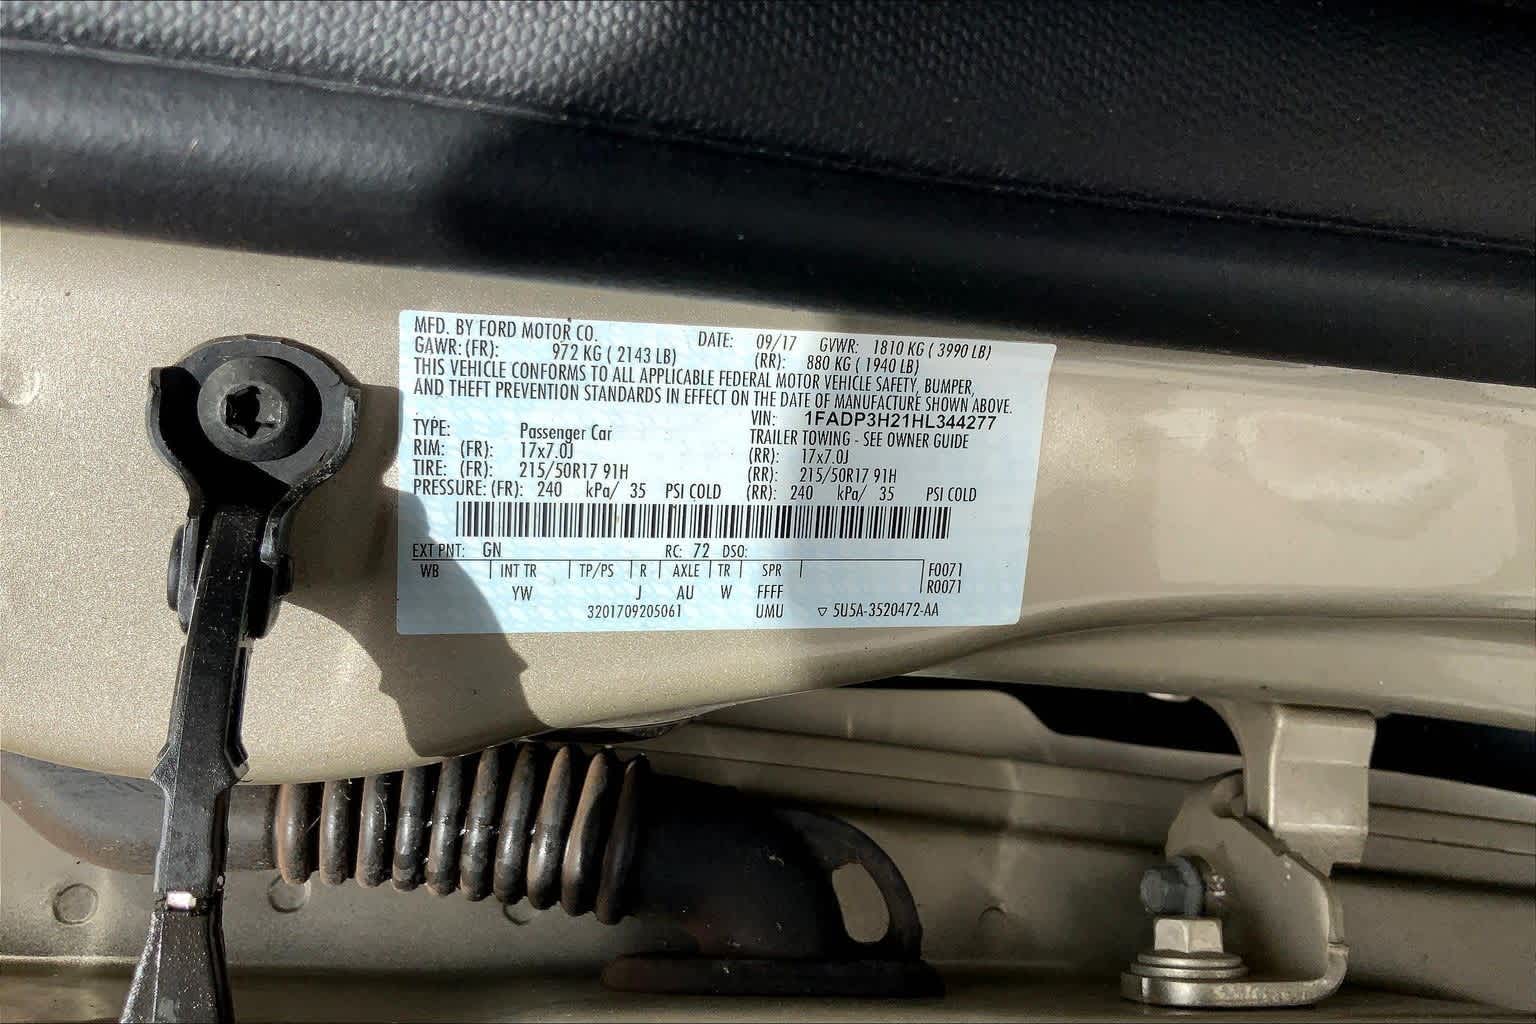 MFD. BY FORD MOTOR CO. DATE: 09/17 GVWR: 1810 KG ( 3990 LB)
GAWR: (FR): 972 KG ( 2143 LB) (RR): 880 KG ( 1940 LB)
THIS VEHICLE CONFORMS TO ALL APPLICABLE FEDERAL MOTOR VEHICLE SAFETY, BUMPER,
AND THEFT PREVENTION STANDARDS IN EFFECT ON THE DATE OF MANUFACTURE SHOWN ABOVE.
VIN: 1FADP3H21HL344277
TYPE: Passenger Car TRAILER TOWING - SEE OWNER GUIDE
RIM: (FR): 17x7.0J (RR): 17x7.0J
TIRE: (FR): 215/50R17 91H (RR): 215/50R17 91H
PRESSURE: (FR): 240 kPa/ 35 PSI COLD (RR): 240 kPa/ 35 PSI COLD
EXT PNT: GN RC: 72 DSO:
WB INT TR TP/PS R AXLE TR SPR F0071
YW J AU W FFFF R0071
3201709205061 UMU ▽ 5U5A-3520472-AA